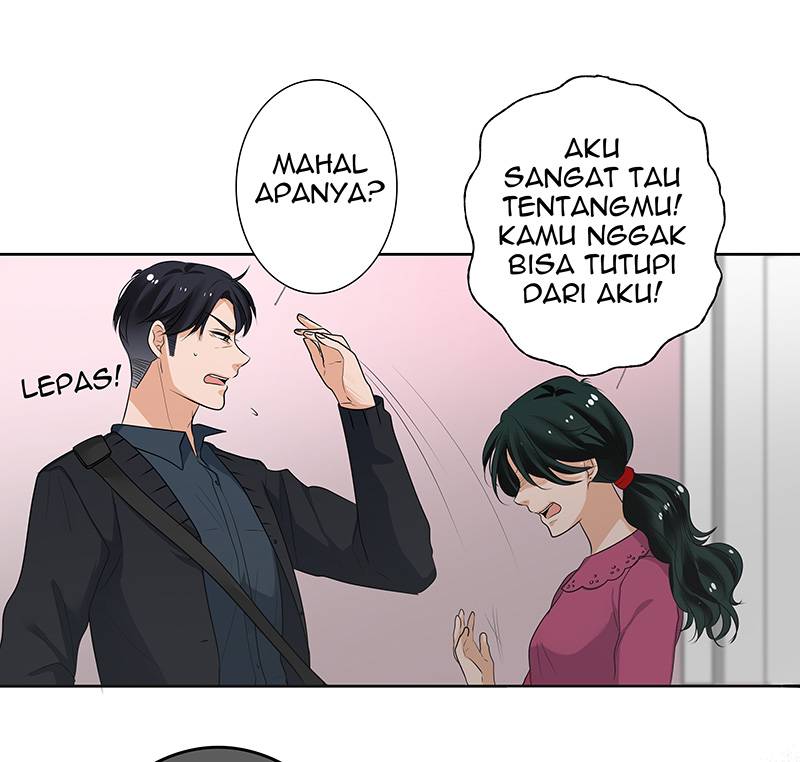 MAHAL
APANYA?
AKU
SANGAT TAU
TENTANGMU!
KAMU NGGAK
BISA TUTUPI
DARI AKU!
LEPAS!